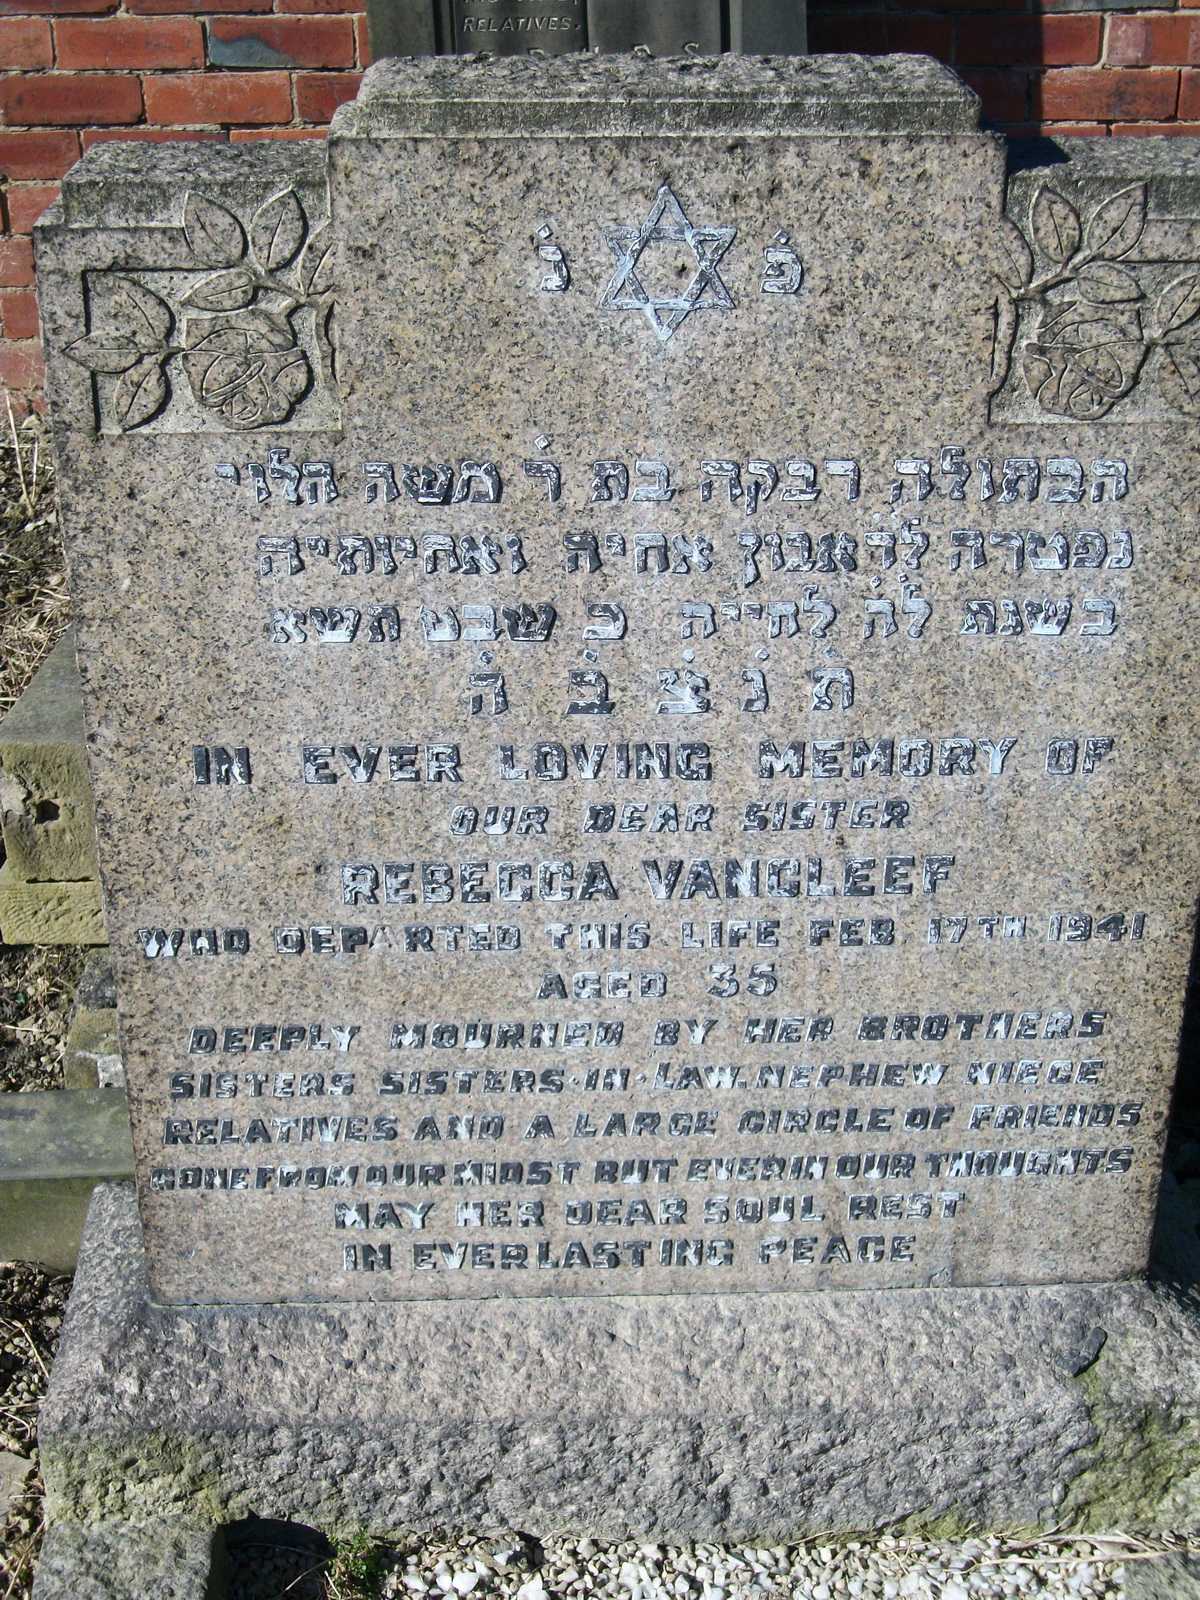 RELATIVES.
פ׳ נ׳
הבתולה רבקה בת ר׳ משה הלוי
נפטרה לדאבון אחיה ואחיותיה
בשנת ל׳ה׳ לחייה כ שבט תשא
ת׳ נ׳ צ׳ ב׳ ה׳
IN EVER LOVING MEMORY OF
OUR DEAR SISTER
REBECCA VANCLEEF
WHO DEPARTED THIS LIFE FEB 17TH 1941
AGED 35
DEEPLY MOURNED BY HER BROTHERS
SISTERS SISTERS-IN-LAW. NEPHEW NIECE
RELATIVES AND A LARGE CIRCLE OF FRIENDS
GONE FROM OUR MIDST BUT EVER IN OUR THOUGHTS
MAY HER DEAR SOUL REST
IN EVERLASTING PEACE